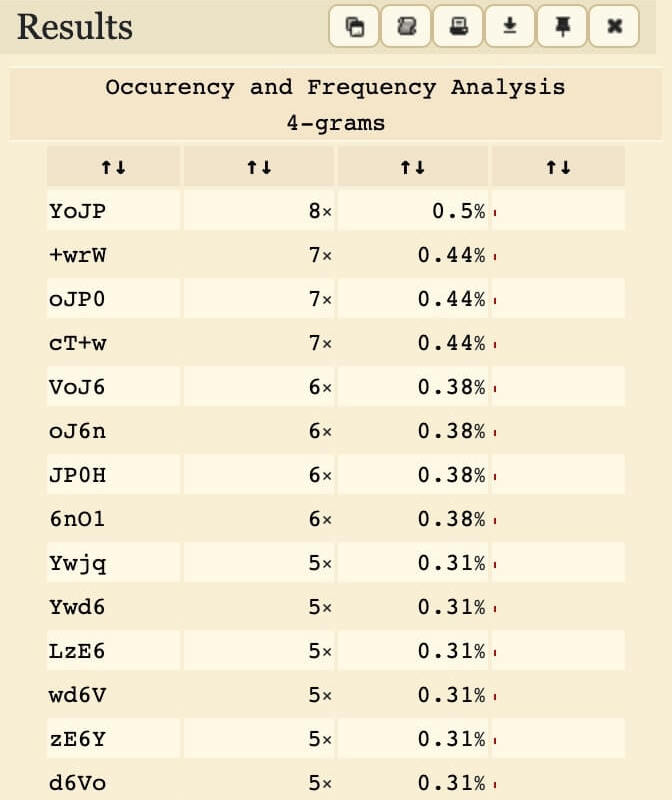 Results
Occurency and Frequency Analysis
4-grams
↑↓ ↑↓ ↑↓ ↑↓
YoJP 8× 0.5%
+wrW 7× 0.44%
oJP0 7× 0.44%
cT+w 7× 0.44%
VoJ6 6× 0.38%
oJ6n 6× 0.38%
JP0H 6× 0.38%
6nO1 6× 0.38%
Ywjq 5× 0.31%
Ywd6 5× 0.31%
LzE6 5× 0.31%
wd6V 5× 0.31%
zE6Y 5× 0.31%
d6Vo 5× 0.31%